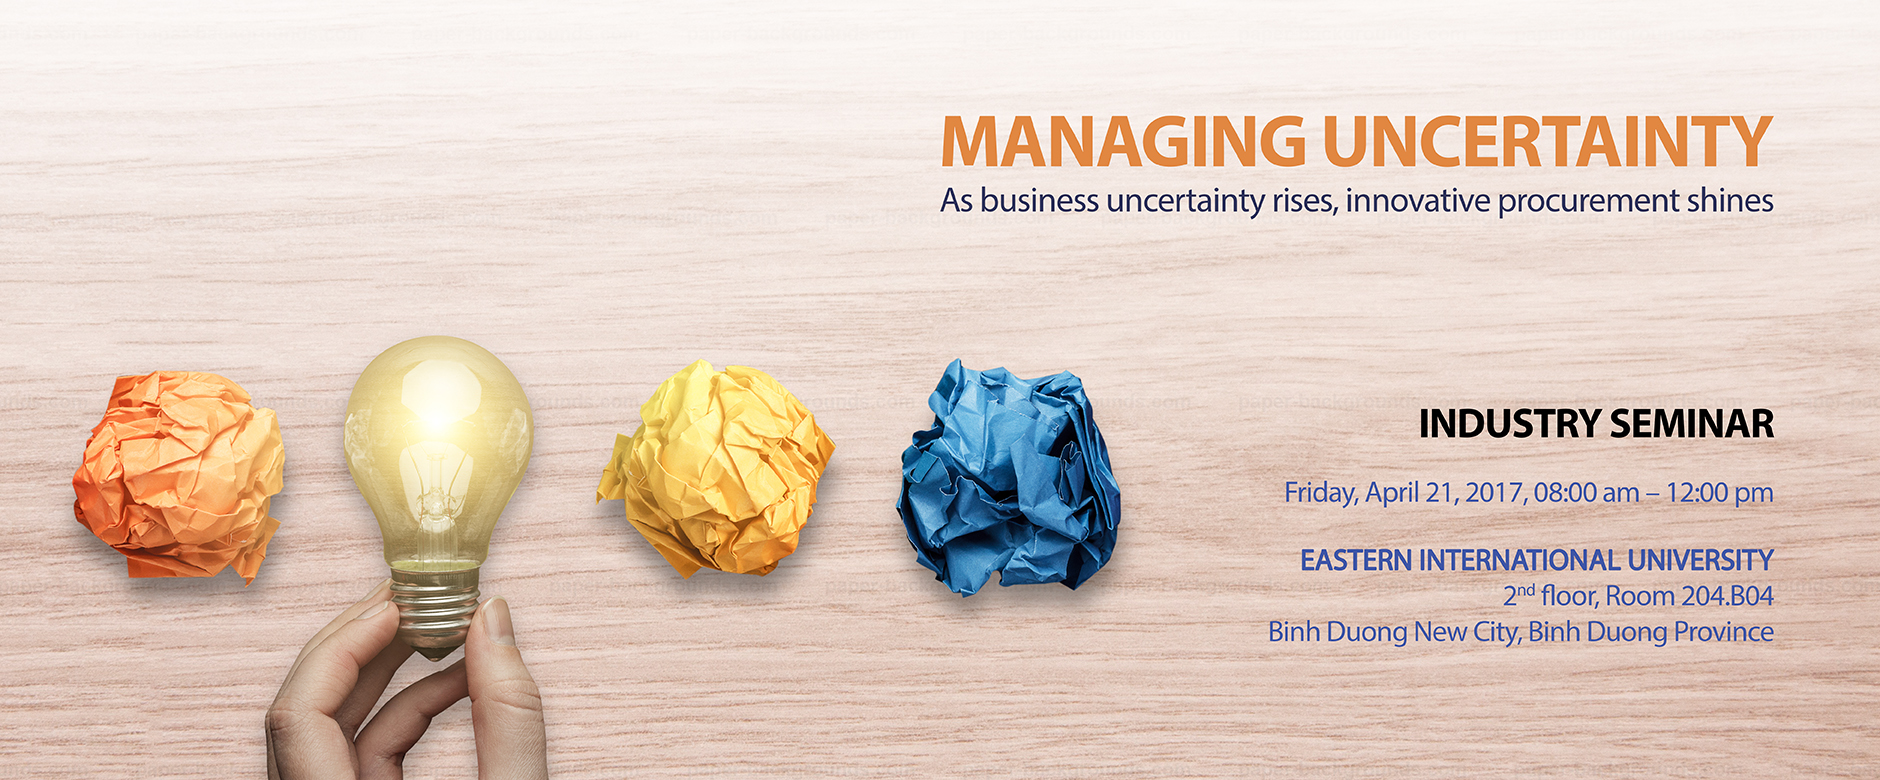 MANAGING UNCERTAINTY
As business uncertainty rises, innovative procurement shines
INDUSTRY SEMINAR
Friday, April 21, 2017, 08:00 am – 12:00 pm
EASTERN INTERNATIONAL UNIVERSITY
2nd floor, Room 204.B04
Binh Duong New City, Binh Duong Province